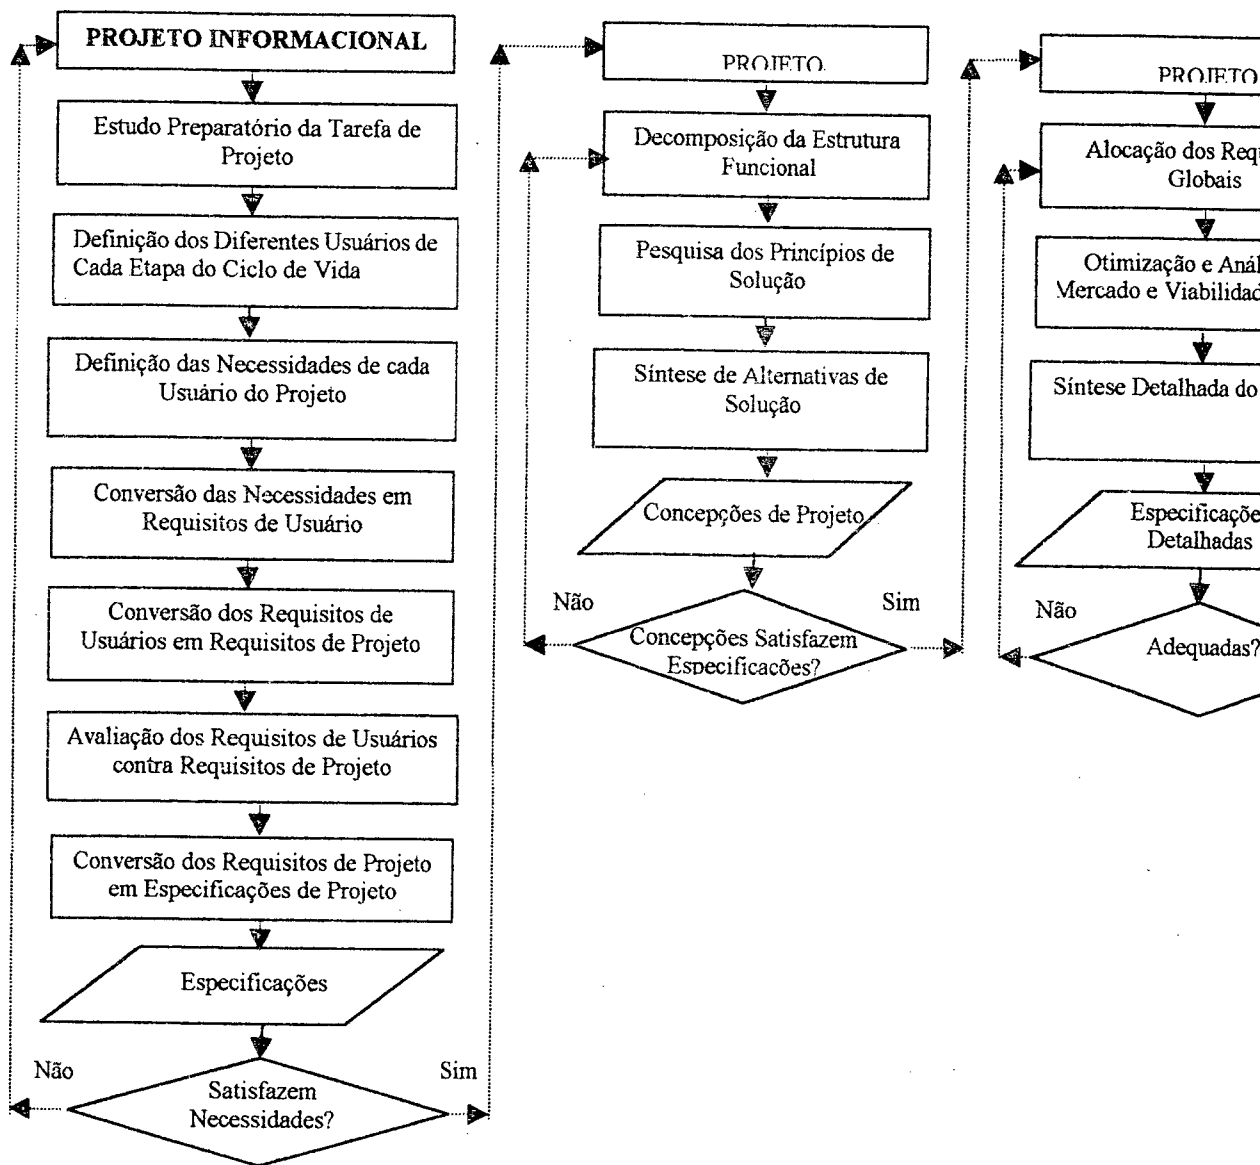 PROJETO INFORMACIONAL
Estudo Preparatório da Tarefa de
Projeto
Definição dos Diferentes Usuários de
Cada Etapa do Ciclo de Vida
Definição das Necessidades de cada
Usuário do Projeto
Conversão das Necessidades em
Requisitos de Usuário
Conversão dos Requisitos de
Usuários em Requisitos de Projeto
Avaliação dos Requisitos de Usuários
contra Requisitos de Projeto
Conversão dos Requisitos de Projeto
em Especificações de Projeto
Especificações
Não
Sim
Satisfazem
Necessidades?
PROJETO
Decomposição da Estrutura
Funcional
Pesquisa dos Princípios de
Solução
Síntese de Alternativas de
Solução
Concepções de Projeto
Não
Sim
Concepções Satisfazem
Especificações?
PROJETO
Alocação dos
Globais
Otimização e
Mercado e
Síntese Detalhada do
Detalhadas
Não
Adequadas?